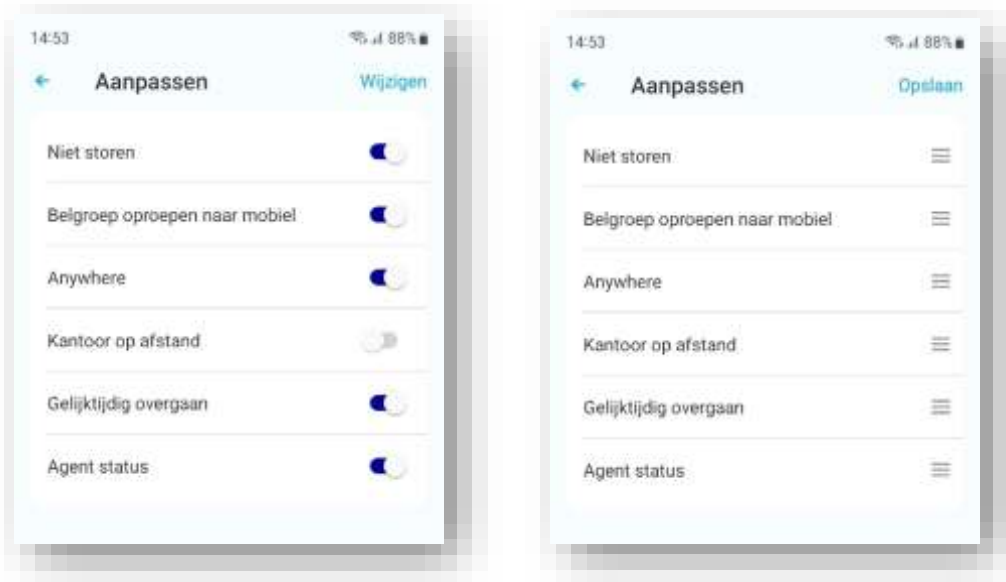 14:53 88%
Aanpassen Wijzigen
Niet storen
Belgroep oproepen naar mobiel
Anywhere
Kantoor op afstand
Gelijktijdig overgaan
Agent status
14:53 88%
Aanpassen Opslaan
Niet storen
Belgroep oproepen naar mobiel
Anywhere
Kantoor op afstand
Gelijktijdig overgaan
Agent status